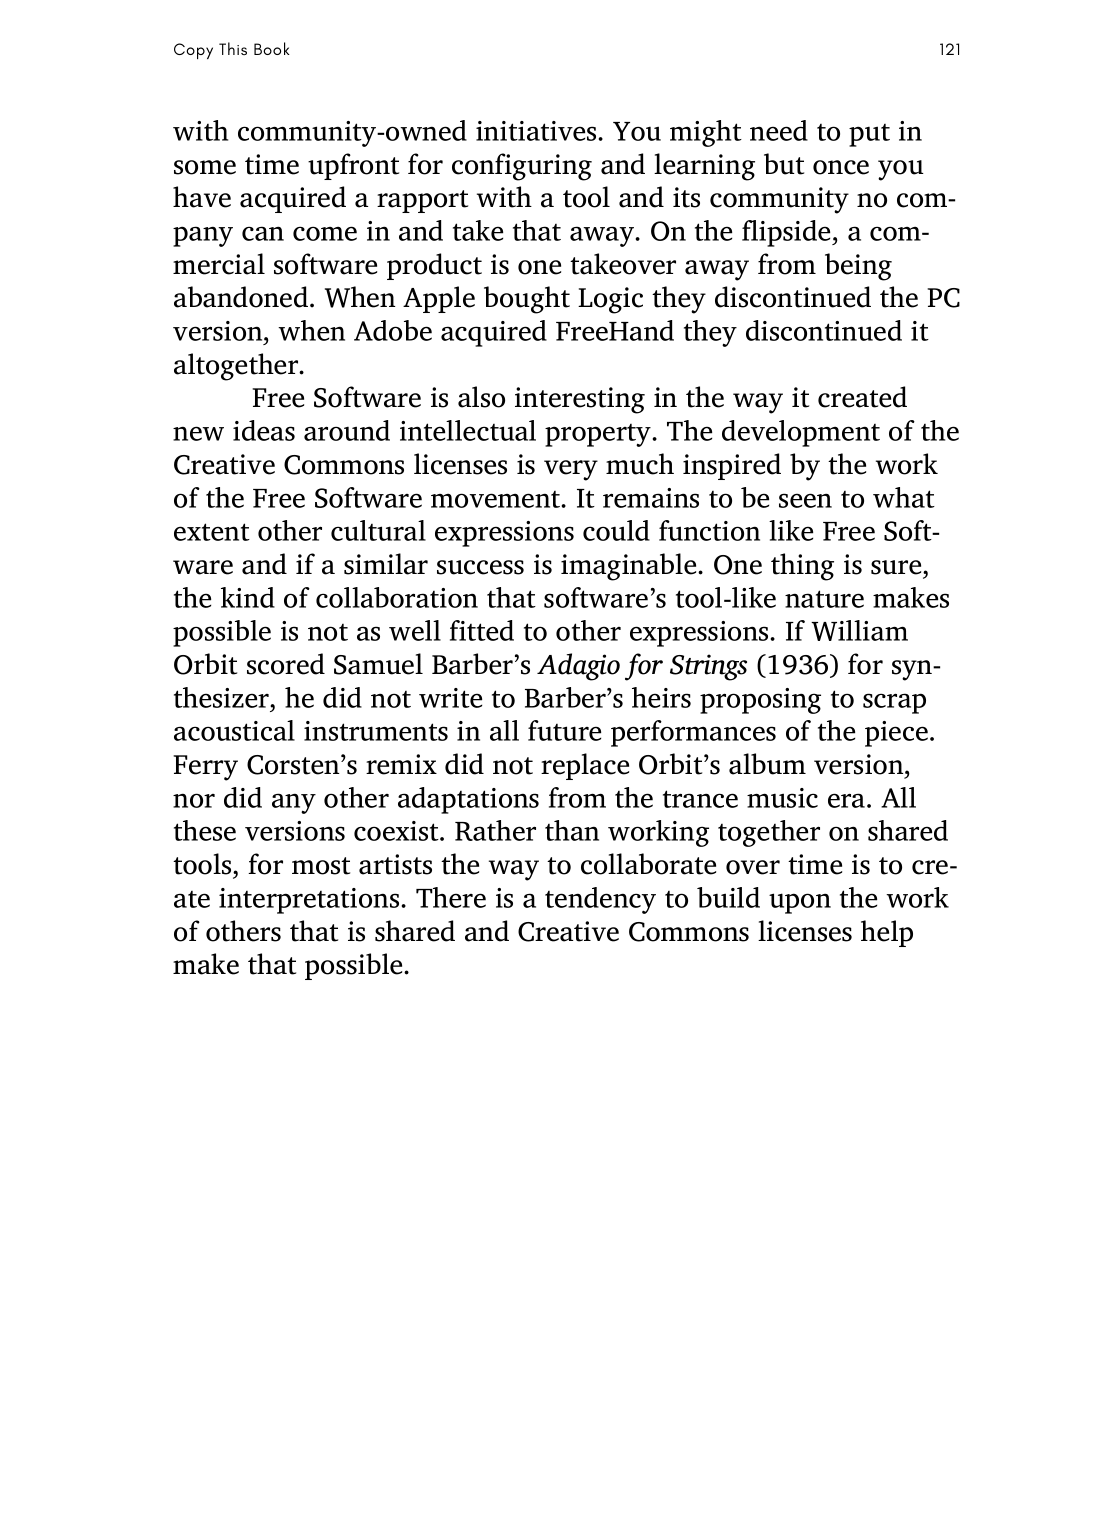 Copy This Book 121
with community-owned initiatives. You might need to put in
some time upfront for configuring and learning but once you
have acquired a rapport with a tool and its community no com-
pany can come in and take that away. On the flipside, a com-
mercial software product is one takeover away from being
abandoned. When Apple bought Logic they discontinued the PC
version, when Adobe acquired FreeHand they discontinued it
altogether.
Free Software is also interesting in the way it created
new ideas around intellectual property. The development of the
Creative Commons licenses is very much inspired by the work
of the Free Software movement. It remains to be seen to what
extent other cultural expressions could function like Free Soft-
ware and if a similar success is imaginable. One thing is sure,
the kind of collaboration that software’s tool-like nature makes
possible is not as well fitted to other expressions. If William
Orbit scored Samuel Barber’s Adagio for Strings (1936) for syn-
thesizer, he did not write to Barber’s heirs proposing to scrap
acoustical instruments in all future performances of the piece.
Ferry Corsten’s remix did not replace Orbit’s album version,
nor did any other adaptations from the trance music era. All
these versions coexist. Rather than working together on shared
tools, for most artists the way to collaborate over time is to cre-
ate interpretations. There is a tendency to build upon the work
of others that is shared and Creative Commons licenses help
make that possible.